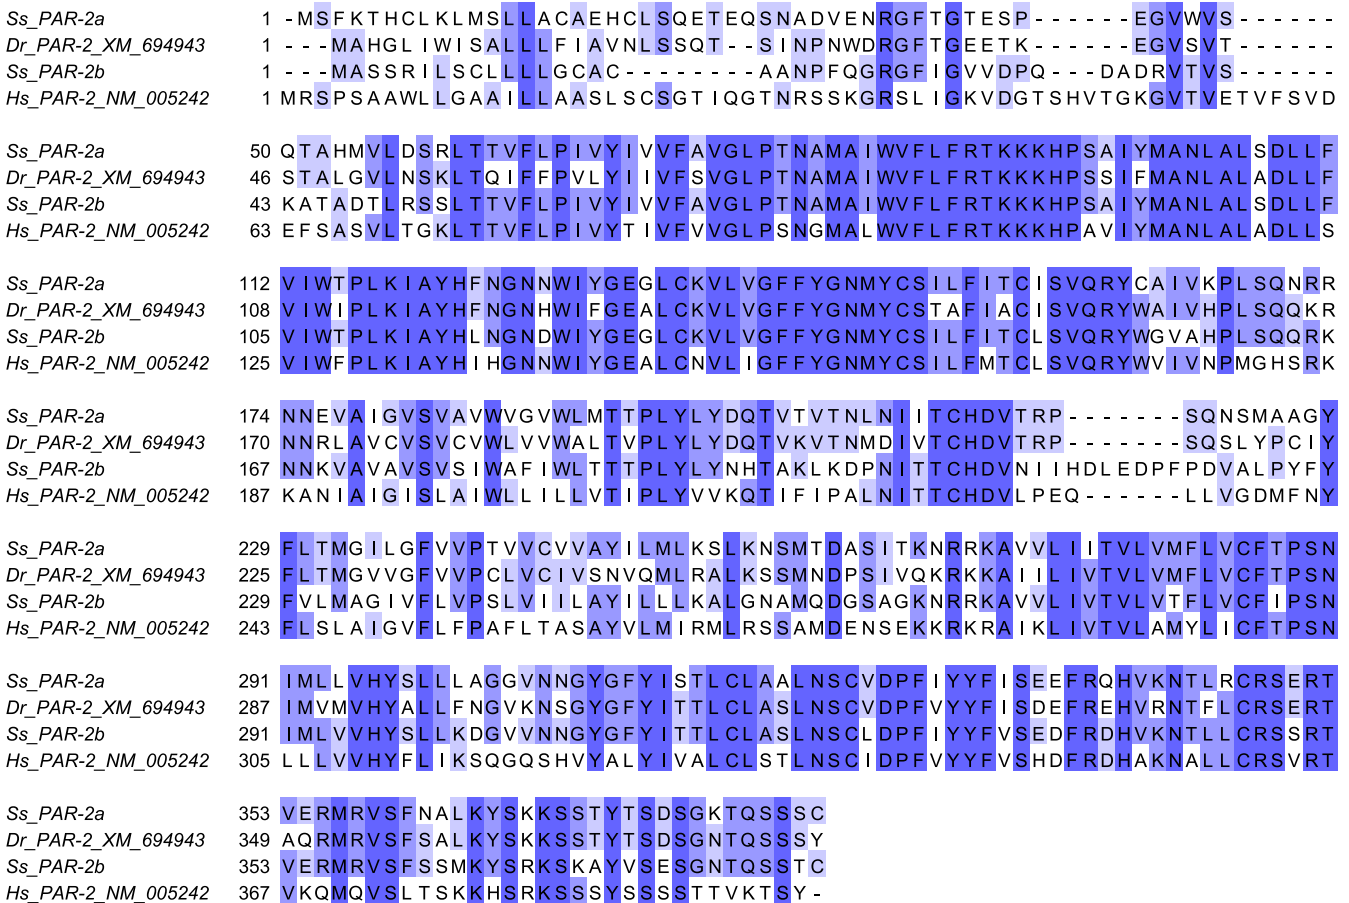 Ss_PAR-2a 1 -MSFKTHCLKLMSLLACAEHCLSQETEQSNADVENRGFTGTESP------EGVWVS------
Dr_PAR-2_XM_694943 1 ---MAHGLIWISALLLFIAVNLSSQT--SINPNWDRGFTGEETK------EGVSVT------
Ss_PAR-2b 1 ---MASSRILSCLLLLGCAC--------AANPFQGRGFIGVVDPQ---DADRVTVS------
Hs_PAR-2_NM_005242 1 MRSPSAAWLLGAAILLAASLSCSGTIQGTNRSSKGRSLIGKVDGTSHVTGKGVTVETVFSVD
Ss_PAR-2a 50 QTAHMVLDSRLTTVFLPIVYIVVFAVGLPTNAMAIWVFLFRTKKKHPSAIYMANLALSDLLF
Dr_PAR-2_XM_694943 46 STALGVLNSKLTQIFFPVLYIIVFSVGLPTNAMAIWVFLFRTKKKHPSSIFMANLALADLLF
Ss_PAR-2b 43 KATADTLRSSLTTVFLPIVYIVVFAVGLPTNAMAIWVFLFRTKKKHPSAIYMANLALSDLLF
Hs_PAR-2_NM_005242 63 EFSASVLTGKLTTVFLPIVYTIVFVVGLPSNGMALWVFLFRTKKKHPAVIYMANLALADLLS
Ss_PAR-2a 112 VIWTPLKIAYHFNGNNWIYGEGLCKVLVGFFYGNMYCSILFITCISVQRYCAIVKPLSQNRR
Dr_PAR-2_XM_694943 108 VIWIPLKIAYHFNGNHWIFGEALCKVLVGFFYGNMYCSTAFIACISVQRYWAIVHPLSQQKR
Ss_PAR-2b 105 VIWTPLKIAYHLNGNDWIYGEGLCKVLVGFFYGNMYCSILFITCLSVQRYWGVAHPLSQQRK
Hs_PAR-2_NM_005242 125 VIWFPLKIAYHIHGNNWIYGEALCNVLIGFFYGNMYCSILFMTCLSVQRYWVIVNPMGHSRK
Ss_PAR-2a 174 NNEVAIGVSVAVWVGVWLMTTPLYLYDQTVTVTNLNIITCHDVTRP-------SQNSMAAGY
Dr_PAR-2_XM_694943 170 NNRLAVCVSVCVWLVVWALTVPLYLYDQTVKVTNMDIVTCHDVTRP-------SQSLYPCIY
Ss_PAR-2b 167 NNKVAVAVSVSIWAFIWLTTTPLYLYNHTAKLKDPNITTCHDVNIIHDLEDPFPDVALPYFY
Hs_PAR-2_NM_005242 187 KANIAIGISLAIWLLILLVTIPLYVVKQTIFIPALNITTCHDVLPEQ------LLVGDMFNY
Ss_PAR-2a 229 FLTMGILGFVVPTVVCVVAYILMLKSLKNSMTDASITKNRRKAVVLIITVLVMFLVCFTPSN
Dr_PAR-2_XM_694943 225 FLTMGVVGFVVPCLVCIVSNVQMLRALKSSMNDPSIVQKRKKAIILIVTVLVMFLVCFTPSN
Ss_PAR-2b 229 FVLMAGIVFLVPSLVIILAYILLLKALGNAMQDGSAGKNRRKAVVLIVTVLVTFLVCFIPSN
Hs_PAR-2_NM_005242 243 FLSLAIGVFLFPAFLTASAYVLMIRMLRSSAMDENSEKKRKRAIKLIVTVLAMYLICFTPSN
Ss_PAR-2a 291 IMLLVHYSLLLAGGVNNGYGFYISTLCLAALNSCVDPFIYYFISEEFRQHVKNTLRCRSERT
Dr_PAR-2_XM_694943 287 IMVMVHYALLFNGVKNSGYGFYITTLCLASLNSCVDPFVYYFISDEFREHVRNTFLCRSERT
Ss_PAR-2b 291 IMLVVHYSLLKDGVVNNGYGFYITTLCLASLNSCLDPFIYYFVSEDFRDHVKNTLLCRSSRT
Hs_PAR-2_NM_005242 305 LLLVVHYFLIKSQGQSHVYALYIVALCLSTLNSCIDPFVYYFVSHDFRDHAKNALLCRSVRT
Ss_PAR-2a 353 VERMRVSFNALKYSKKSSTYTSDSGKTQSSSC
Dr_PAR-2_XM_694943 349 AQRMRVSFSALKYSKKSSTYTSDSGNTQSSSY
Ss_PAR-2b 353 VERMRVSFSSMKYSRKSKAYVSESGNTQSSTC
Hs_PAR-2_NM_005242 367 VKQMQVSLTSKKHSRKSSSYSSSSTTVKTSY-